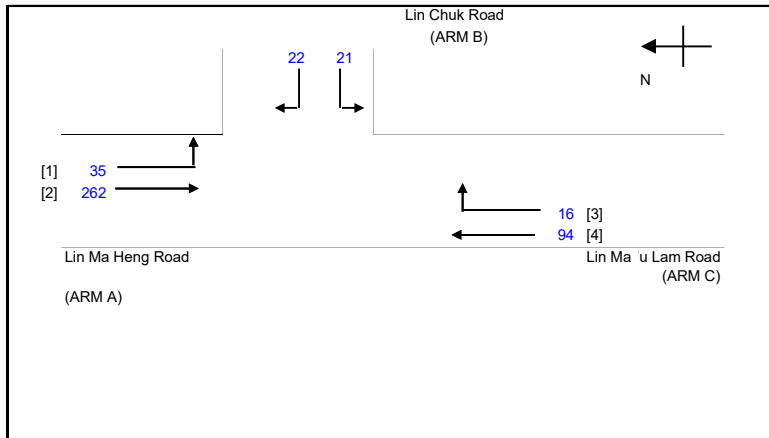 Lin Chuk Road
(ARM B)
22 21
N
[1] 35
[2] 262
16 [3]
94 [4]
Lin Ma Heng Road
(ARM A)
Lin Ma 'u Lam Road
(ARM C)